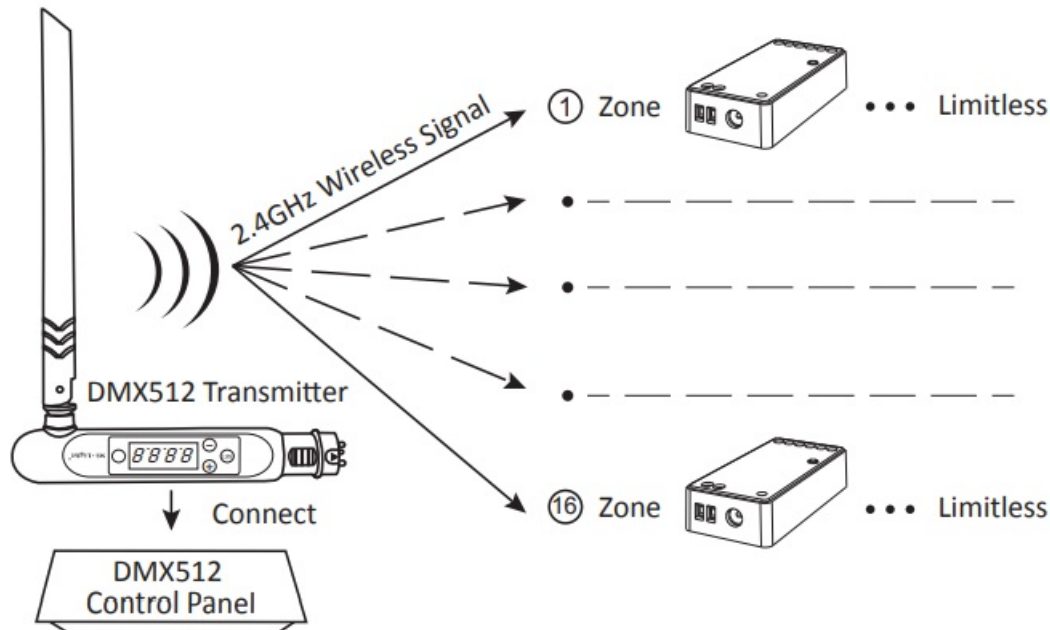 ① Zone
••• Limitless
2.4GHz Wireless Signal
DMX512 Transmitter
8888
Connect
⑯ Zone
••• Limitless
DMX512
Control Panel